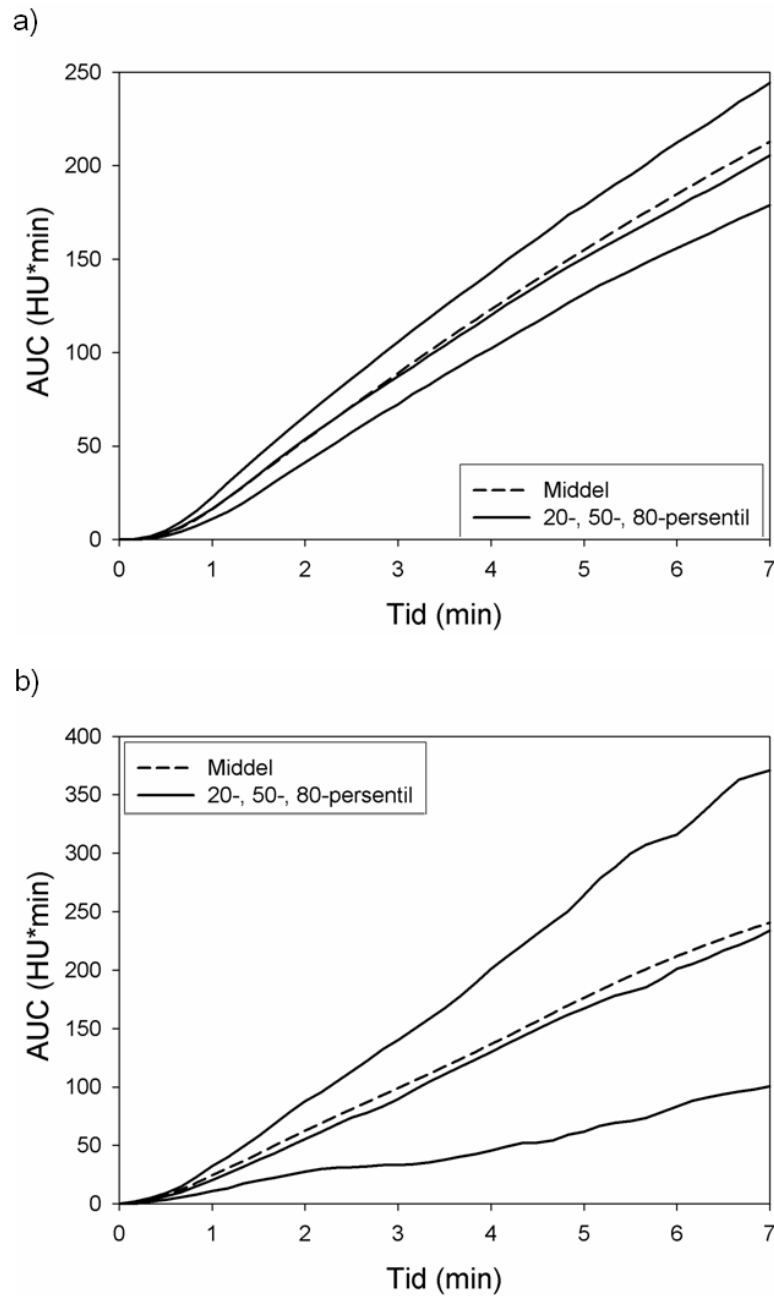 a)
250
200
150
100
50
0
AUC (HU*min)
Middel
20-, 50-, 80-persentil
0 1 2 3 4 5 6 7
Tid (min)
b)
400
350
300
250
200
150
100
50
0
AUC (HU*min)
Middel
20-, 50-, 80-persentil
0 1 2 3 4 5 6 7
Tid (min)